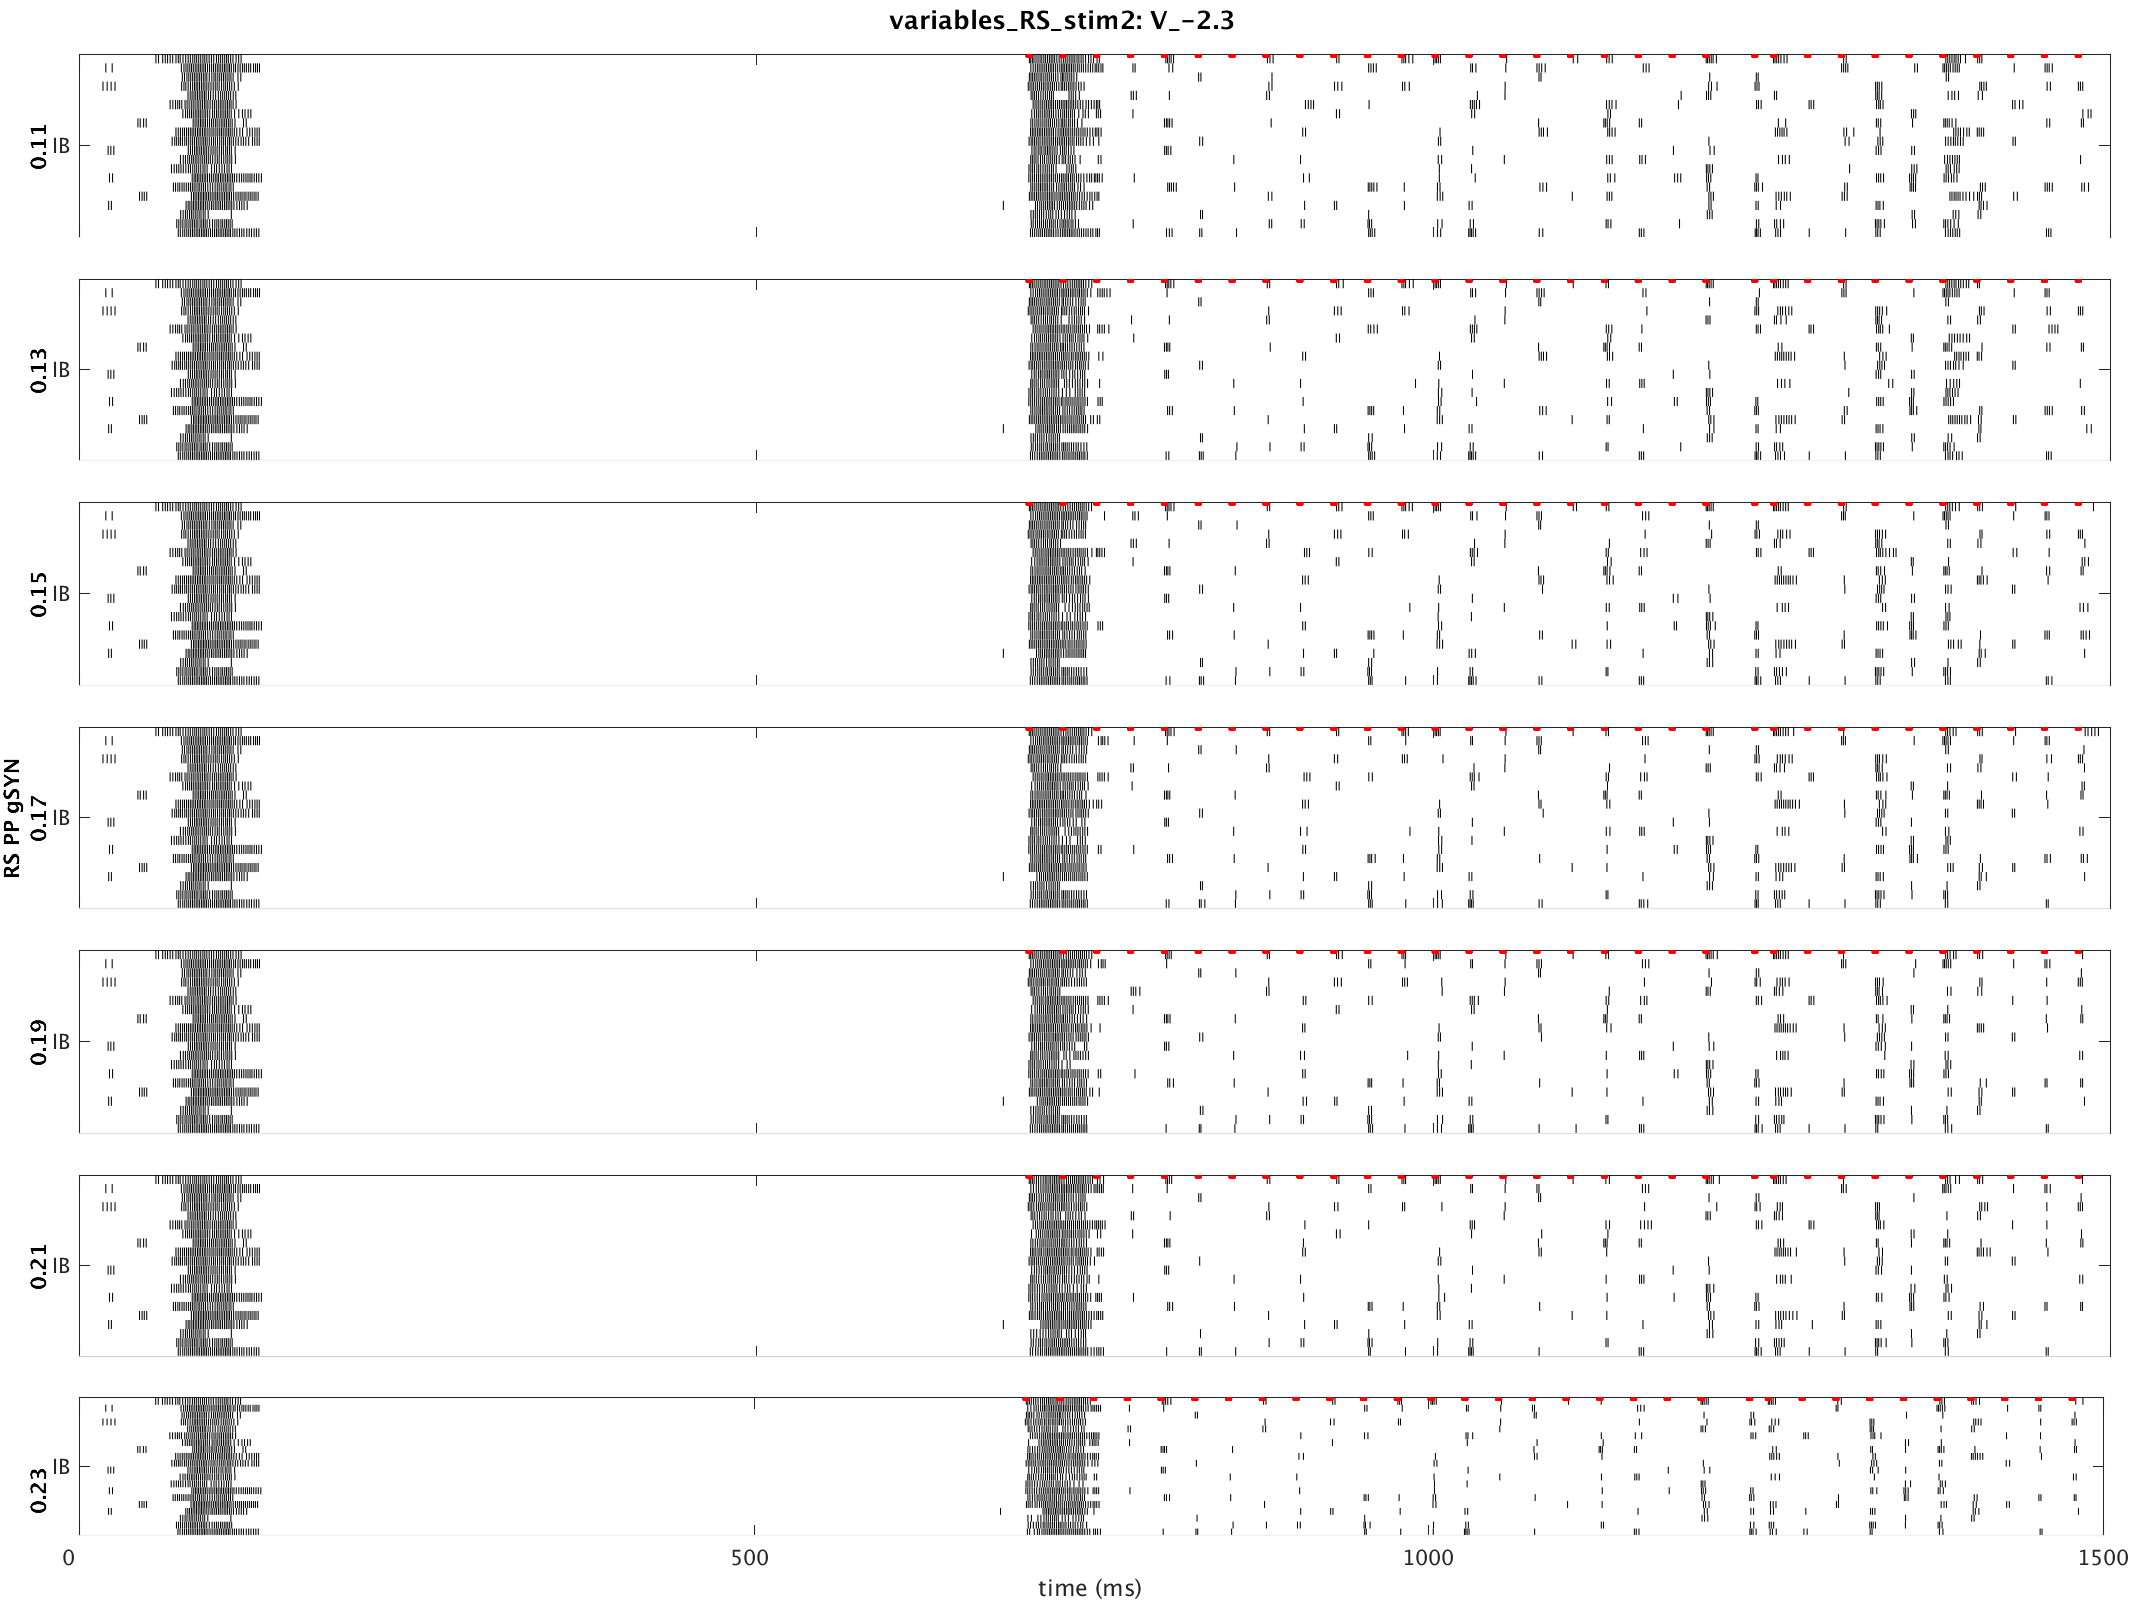 variables_RS_stim2: V_-2.3
RS PP gSYN
0.11
IB
0.13
IB
0.15
IB
0.17
IB
0.19
IB
0.21
IB
0.23
IB
0 500 1000 1500
time (ms)